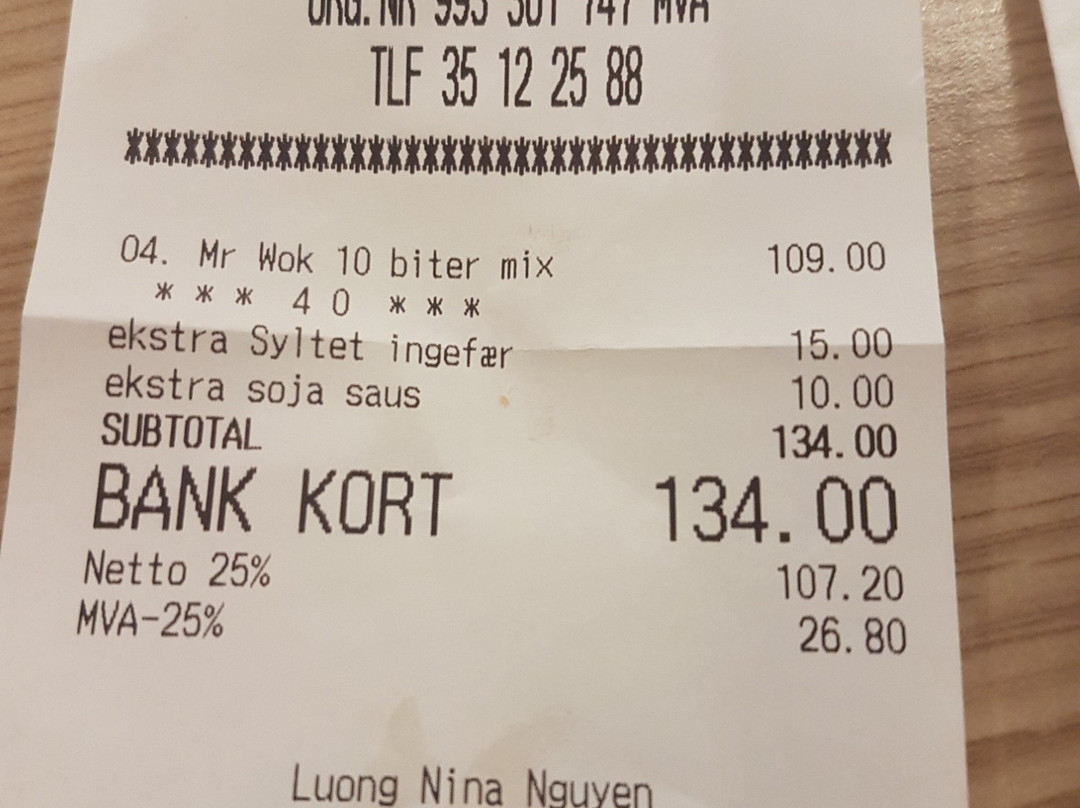 TLF 35 12 25 88
******************************************
04. Mr Wok 10 biter mix 109.00
* * * 4 0 * * *
ekstra Syltet ingefær 15.00
ekstra soja saus 10.00
SUBTOTAL 134.00
BANK KORT 134.00
Netto 25% 107.20
MVA-25% 26.80
Luong Nina Nguyen